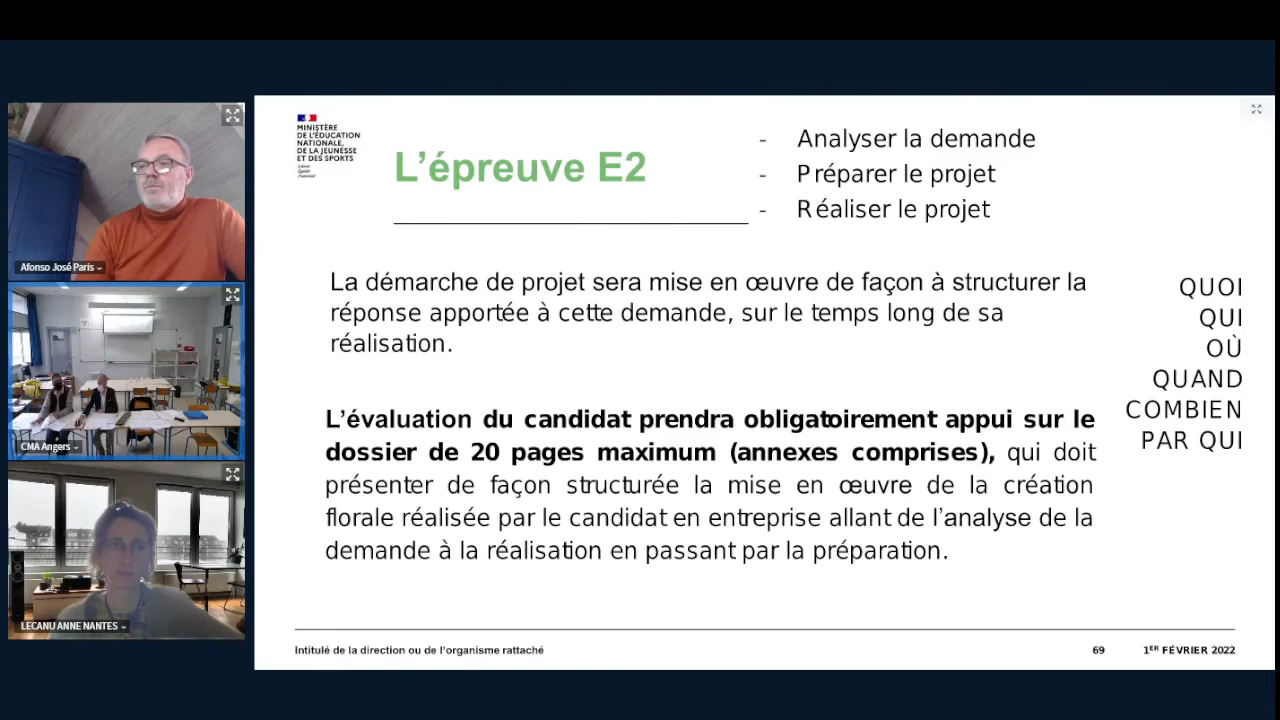 MINISTÈRE
DE L'ÉDUCATION
NATIONALE,
DE LA JEUNESSE
ET DES SPORTS
Liberté
Égalité
Fraternité
L'épreuve E2
- Analyser la demande
- Préparer le projet
- Réaliser le projet
La démarche de projet sera mise en œuvre de façon à structurer la
réponse apportée à cette demande, sur le temps long de sa
réalisation.
QUOI
QUI
OÙ
QUAND
COMBIEN
PAR QUI
L'évaluation du candidat prendra obligatoirement appui sur le
dossier de 20 pages maximum (annexes comprises), qui doit
présenter de façon structurée la mise en œuvre de la création
florale réalisée par le candidat en entreprise allant de l'analyse de la
demande à la réalisation en passant par la préparation.
Intitulé de la direction ou de l'organisme rattaché
69
1ER FÉVRIER 2022
Afonso José Paris
CMA Angers
LECANU ANNE NANTES